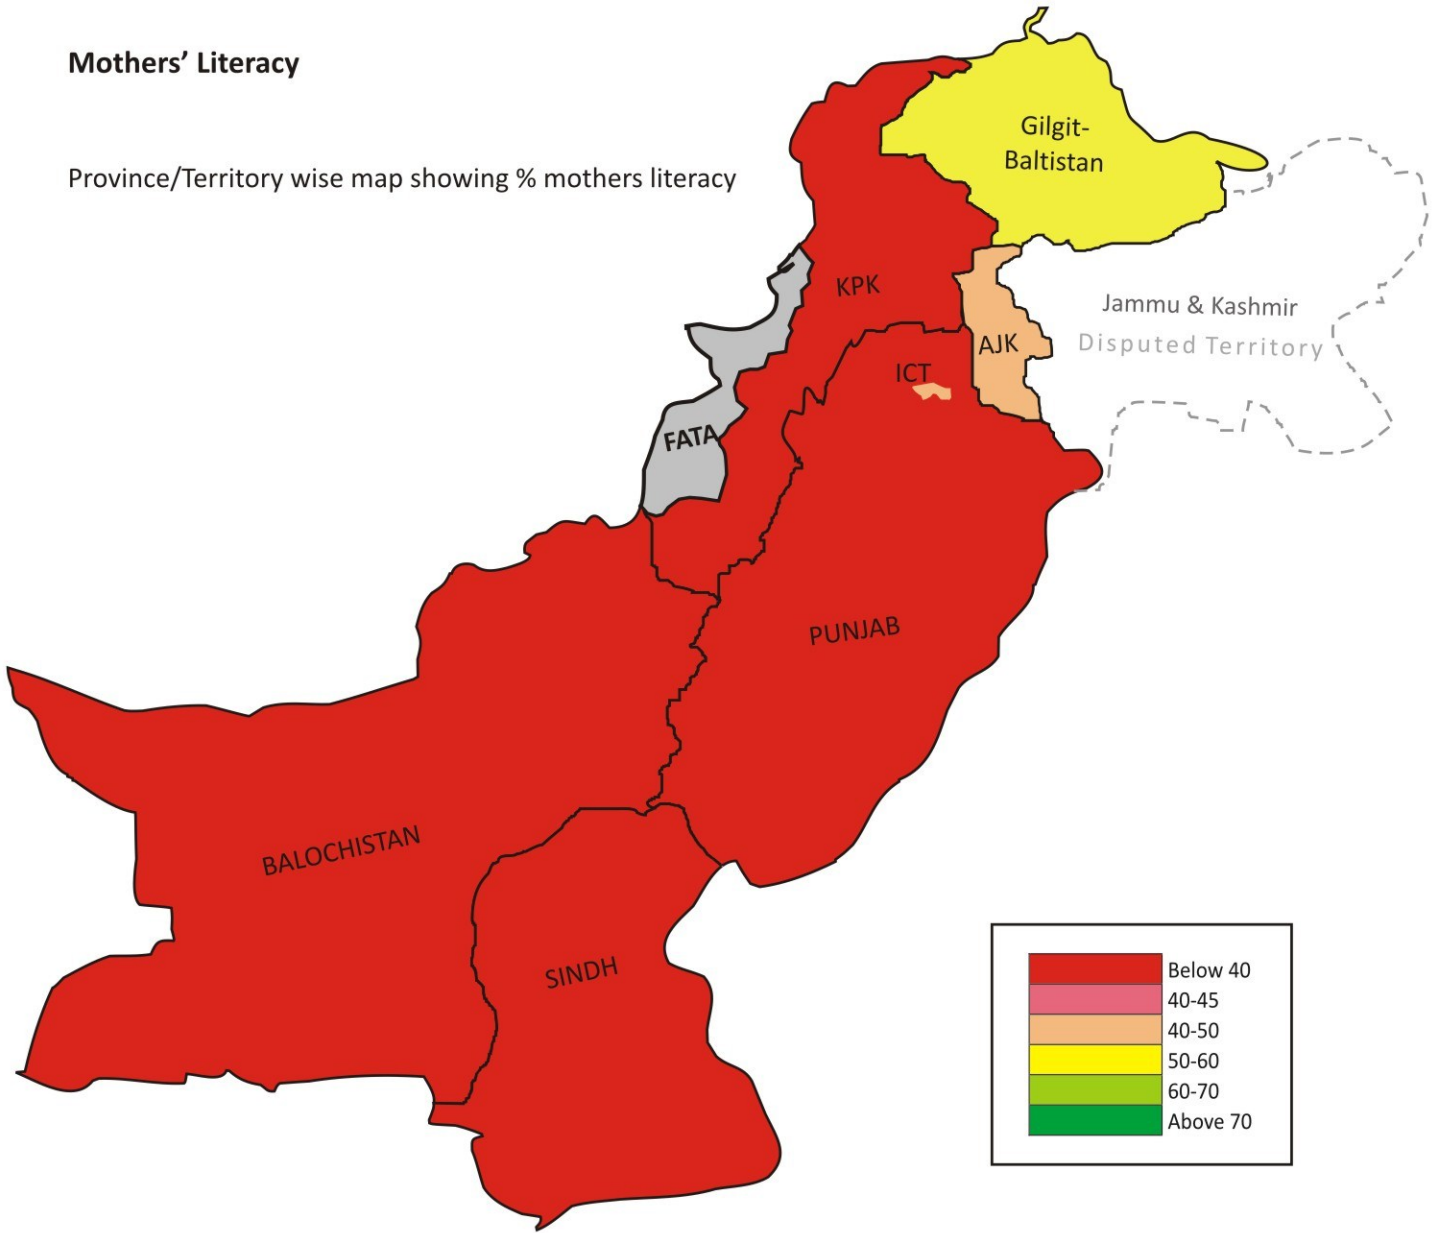 Mothers’ Literacy
Province/Territory wise map showing % mothers literacy
Gilgit-
Baltistan
KPK
Jammu & Kashmir
Disputed Territory
AJK
ICT
FATA
PUNJAB
BALOCHISTAN
SINDH
Below 40
40-45
40-50
50-60
60-70
Above 70